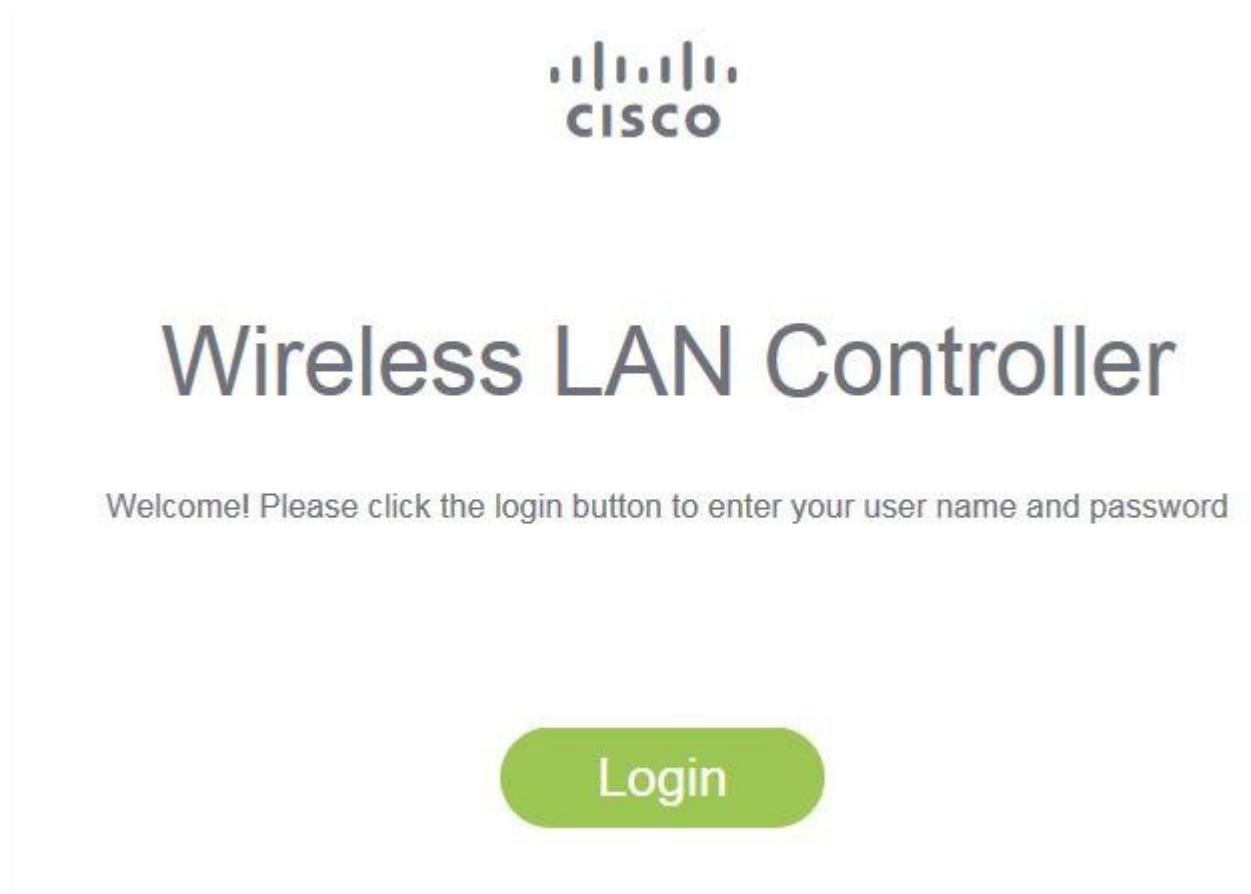 CISCO
Wireless LAN Controller
Welcome! Please click the login button to enter your user name and password
Login